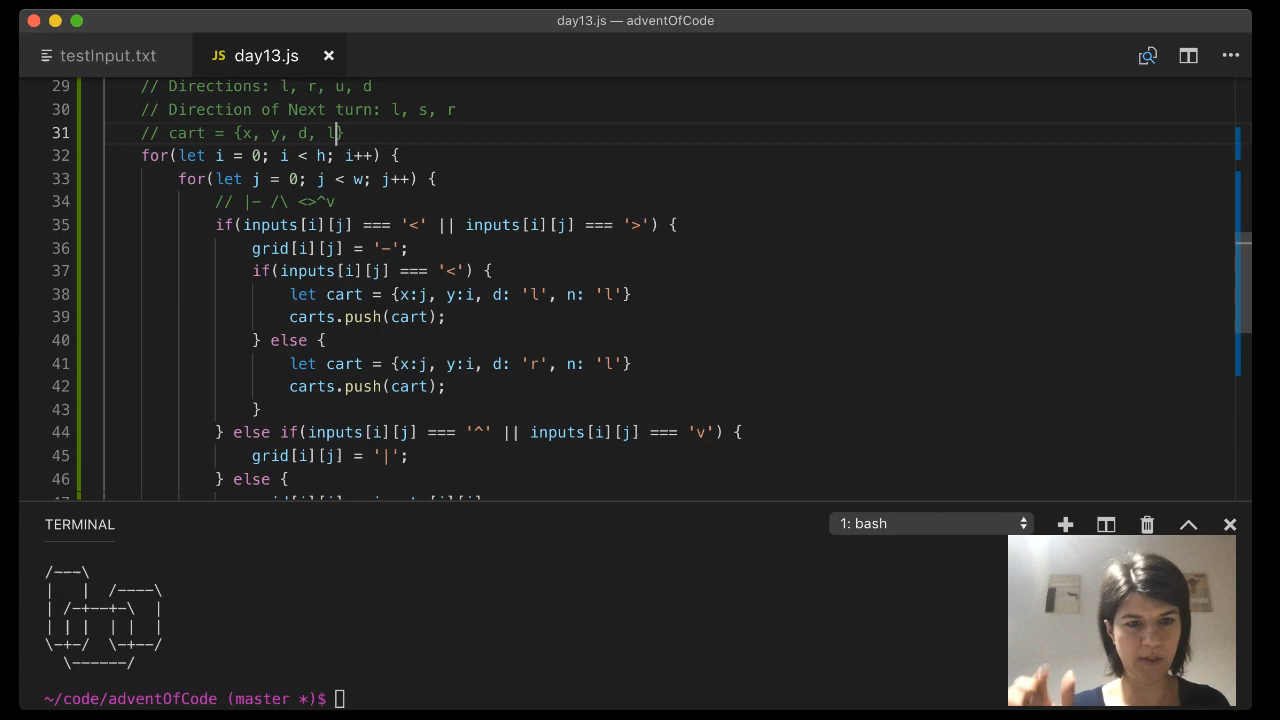 day13.js — adventOfCode
testInput.txt
JS day13.js
29 // Directions: l, r, u, d
30 // Direction of Next turn: l, s, r
31 // cart = {x, y, d, l}
32 for(let i = 0; i < h; i++) {
33 for(let j = 0; j < w; j++) {
34 // |- /\ <>^v
35 if(inputs[i][j] === '<' || inputs[i][j] === '>') {
36 grid[i][j] = '-';
37 if(inputs[i][j] === '<') {
38 let cart = {x:j, y:i, d: 'l', n: 'l'}
39 carts.push(cart);
40 } else {
41 let cart = {x:j, y:i, d: 'r', n: 'l'}
42 carts.push(cart);
43 }
44 } else if(inputs[i][j] === '^' || inputs[i][j] === 'v') {
45 grid[i][j] = '|';
46 } else {
TERMINAL
1: bash
/---\
|   |  /----\
| /-+--+-\  |
| | |  | |  |
\-+-/  \-+--/
  \------/
~/code/adventOfCode (master *)$